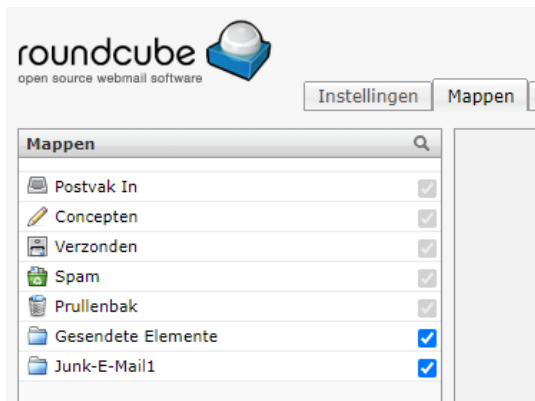 roundcube
open source webmail software
Instellingen
Mappen
Mappen
Postvak In
Concepten
Verzonden
Spam
Prullenbak
Gesendete Elemente
Junk-E-Mail1